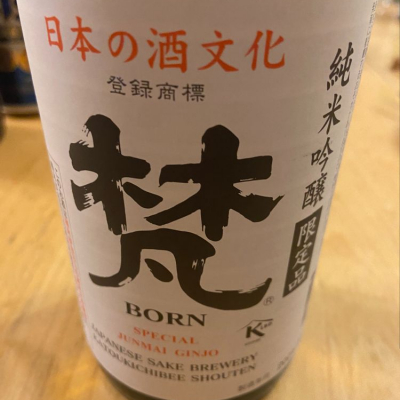 日本の酒文化
登録商標
梵
純米吟醸
限定品
BORN
SPECIAL
JUNMAI GINJO
JAPANESE SAKE BREWERY
KATOUKICHIBEE SHOUTEN